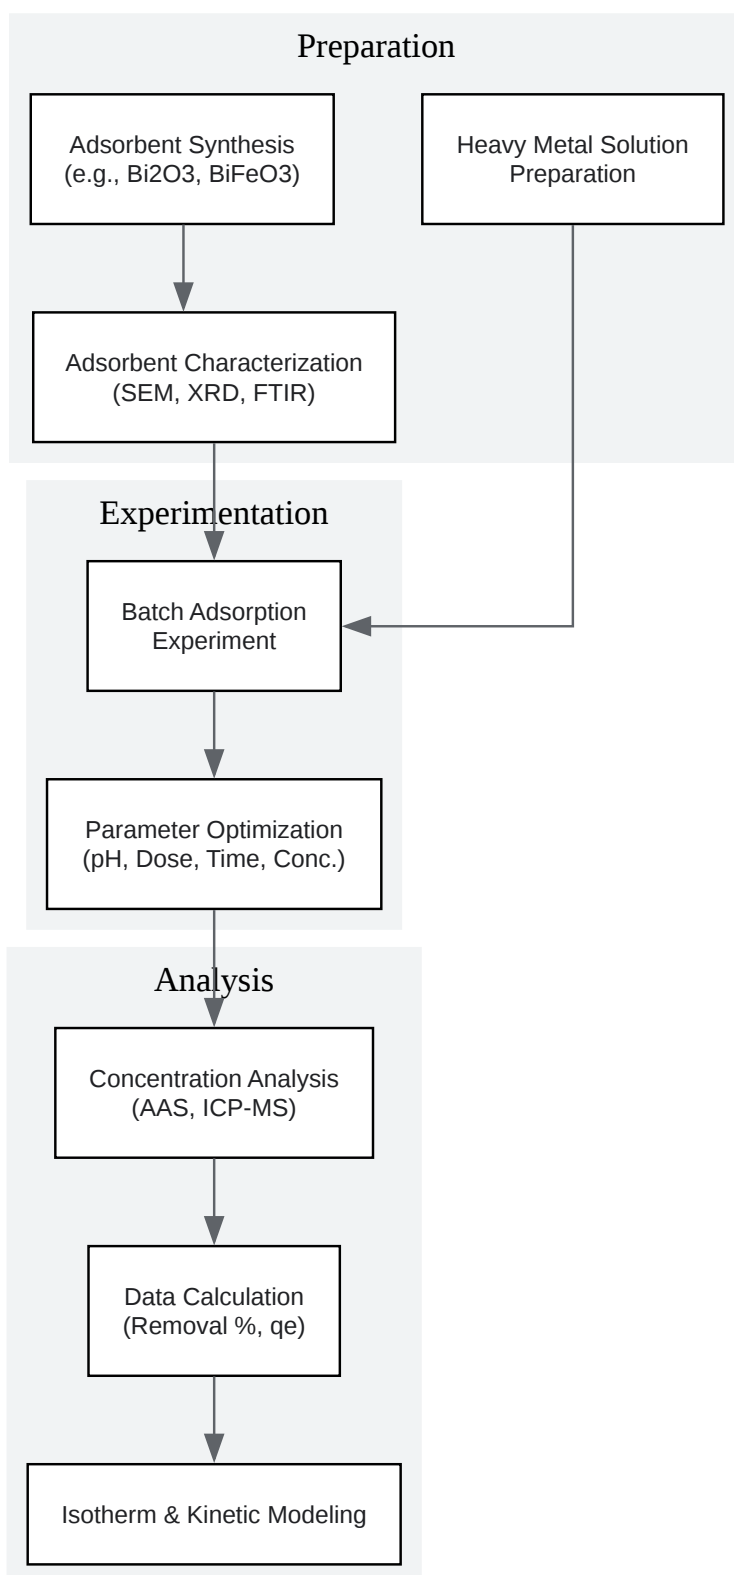 Preparation
Adsorbent Synthesis
(e.g., Bi2O3, BiFeO3)
Heavy Metal Solution
Preparation
Adsorbent Characterization
(SEM, XRD, FTIR)
Experimentation
Batch Adsorption
Experiment
Parameter Optimization
(pH, Dose, Time, Conc.)
Analysis
Concentration Analysis
(AAS, ICP-MS)
Data Calculation
(Removal %, qe)
Isotherm & Kinetic Modeling